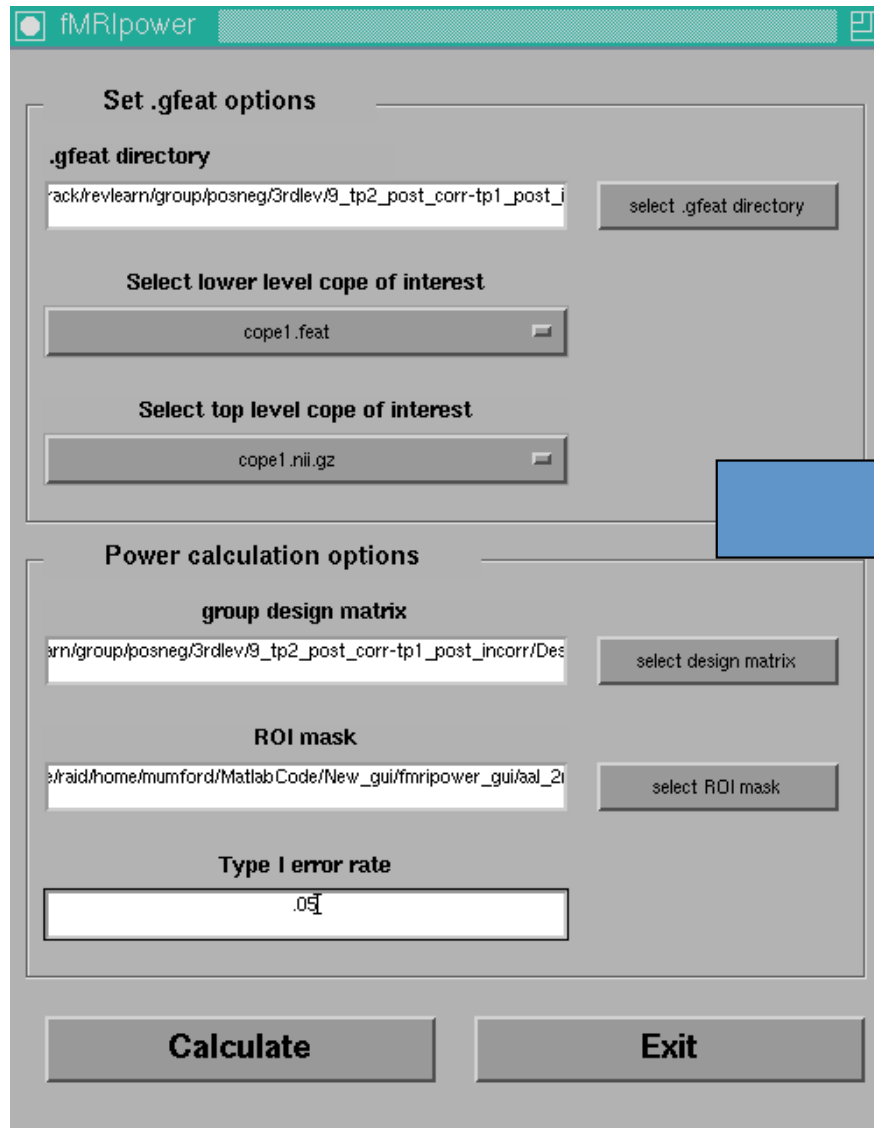 fMRIpower
Set .gfeat options
.gfeat directory
rack/revlearn/group/posneg/3rdlev/9_tp2_post_corr-tp1_post_i
select .gfeat directory
Select lower level cope of interest
cope1.feat
Select top level cope of interest
cope1.nii.gz
Power calculation options
group design matrix
arn/group/posneg/3rdlev/9_tp2_post_corr-tp1_post_incorr/Des
select design matrix
ROI mask
e/raid/home/mumford/MatlabCode/New_gui/fmripower_gui/aal_2
select ROI mask
Type I error rate
.05
Calculate
Exit